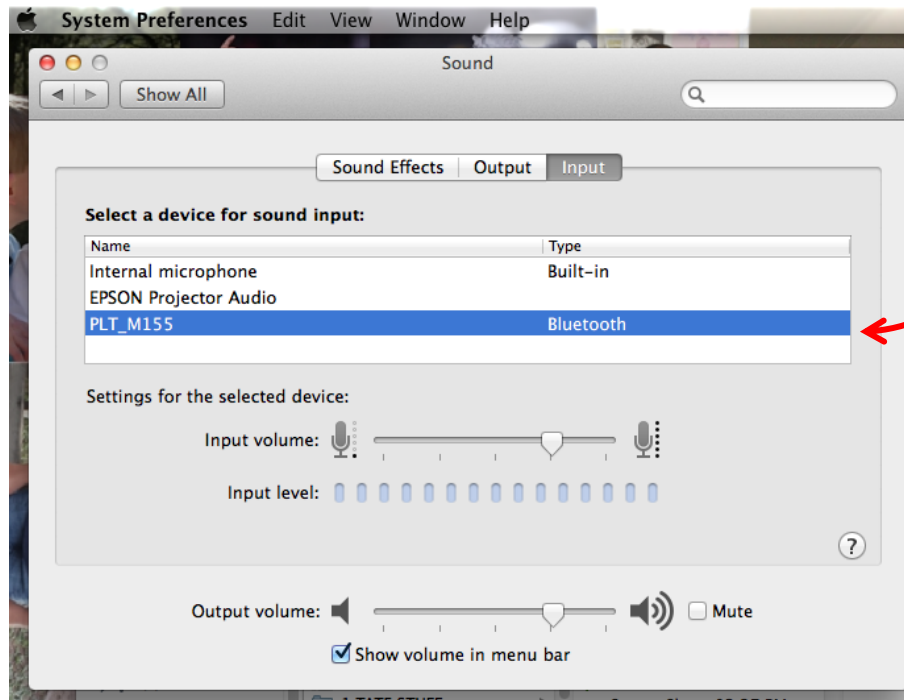 System Preferences Edit View Window Help
Sound
Show All
Sound Effects Output Input
Select a device for sound input:
Name Type
Internal microphone Built-in
EPSON Projector Audio
PLT_M155 Bluetooth
Settings for the selected device:
Input volume:
Input level:
?
Output volume: Mute
Show volume in menu bar